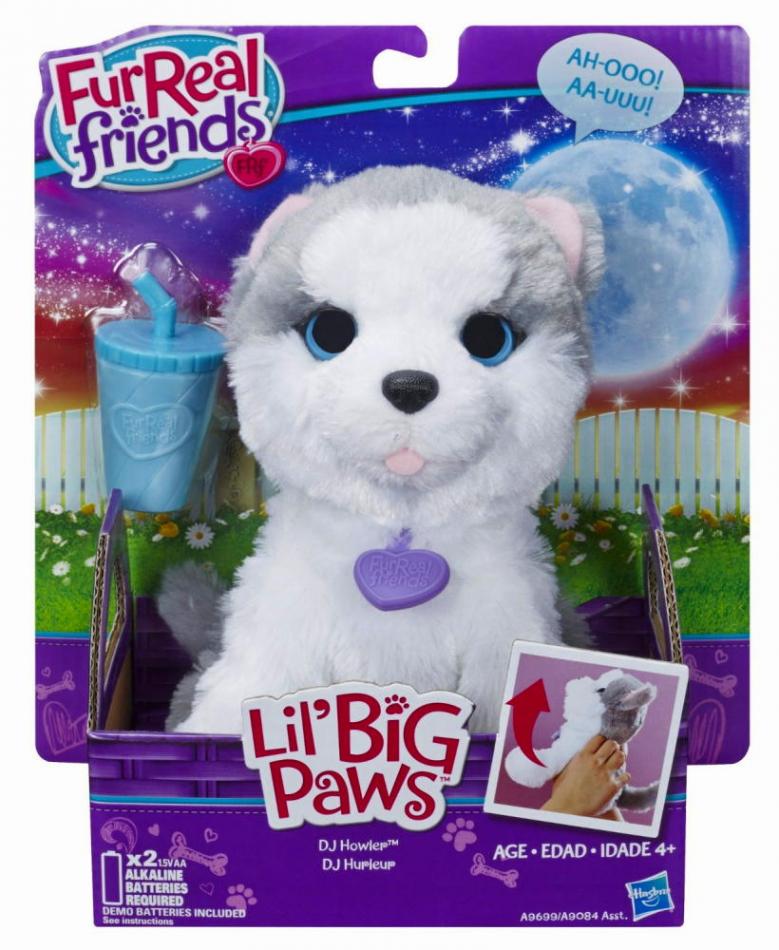 FurReal
friends
FRF
AH-OOO!
AA-UUU!
FurReal
friends
FurReal
friends
Lil' BiG
PAWS™
DJ Howler™
DJ Hurleur
AGE • EDAD • IDADE 4+
x2 1.5V AA
ALKALINE
BATTERIES
REQUIRED
DEMO BATTERIES INCLUDED
See instructions
A9699/A9084 Asst.
Hasbro